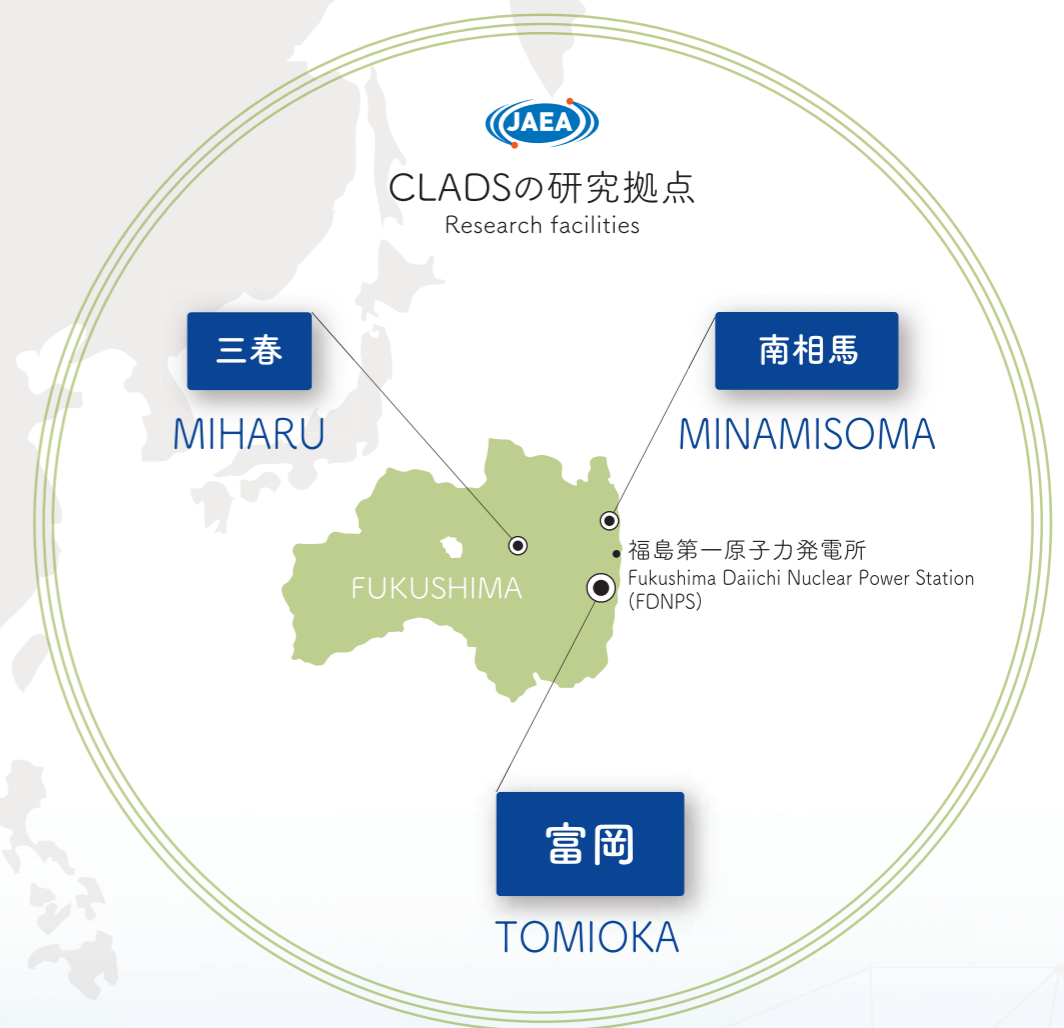 JAEA
CLADSの研究拠点
Research facilities
三春
MIHARU
南相馬
MINAMISOMA
FUKUSHIMA
福島第一原子力発電所
Fukushima Daiichi Nuclear Power Station
(FDNPS)
富岡
TOMIOKA